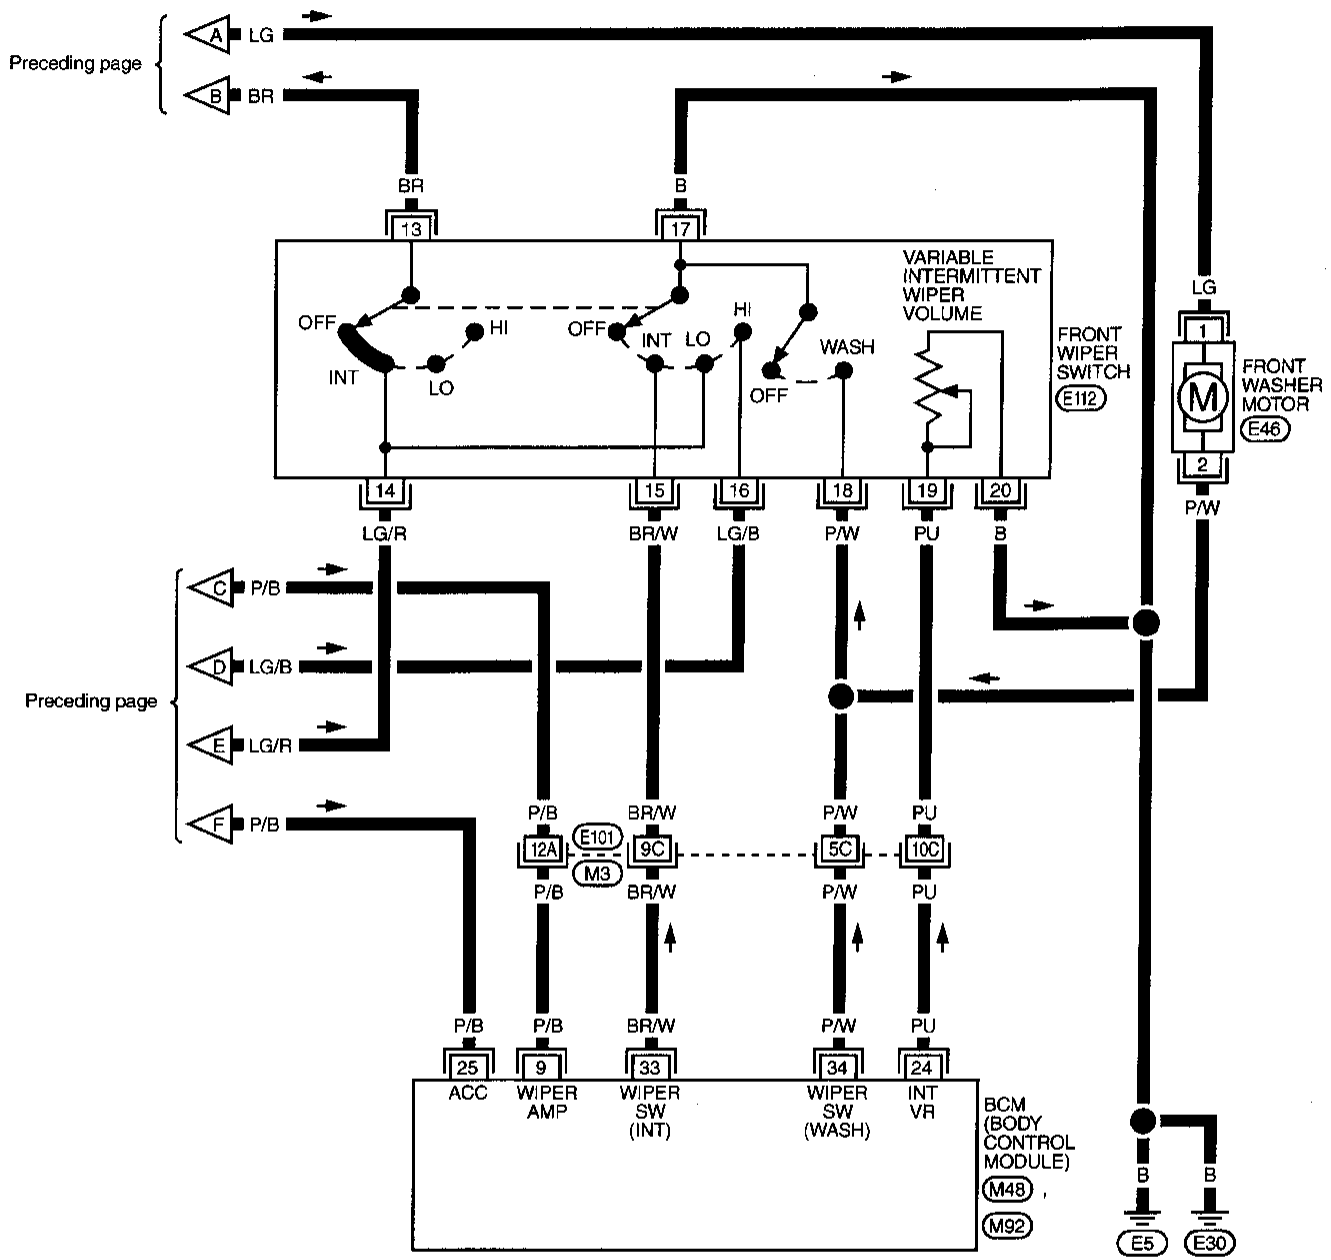 A LG
Preceding page
B BR
BR
B
13
17
VARIABLE
INTERMITTENT
WIPER
VOLUME
LG
1
OFF
HI
OFF
INT
LO
HI
WASH
INT
LO
OFF
FRONT
WIPER
SWITCH
E112
M
FRONT
WASHER
MOTOR
E46
2
14
15
16
18
19
20
P/W
LG/R
BR/W
LG/B
P/W
PU
B
C P/B
D LG/B
Preceding page
E LG/R
F P/B
P/B
BR/W
P/W
PU
12A
E101
9C
5C
10C
M3
P/B
BR/W
P/W
PU
P/B
P/B
BR/W
P/W
PU
25
9
33
34
24
ACC
WIPER
AMP
WIPER
SW
(INT)
WIPER
SW
(WASH)
INT
VR
BCM
(BODY
CONTROL
MODULE)
M48 ,
M92
B
B
E5
E30